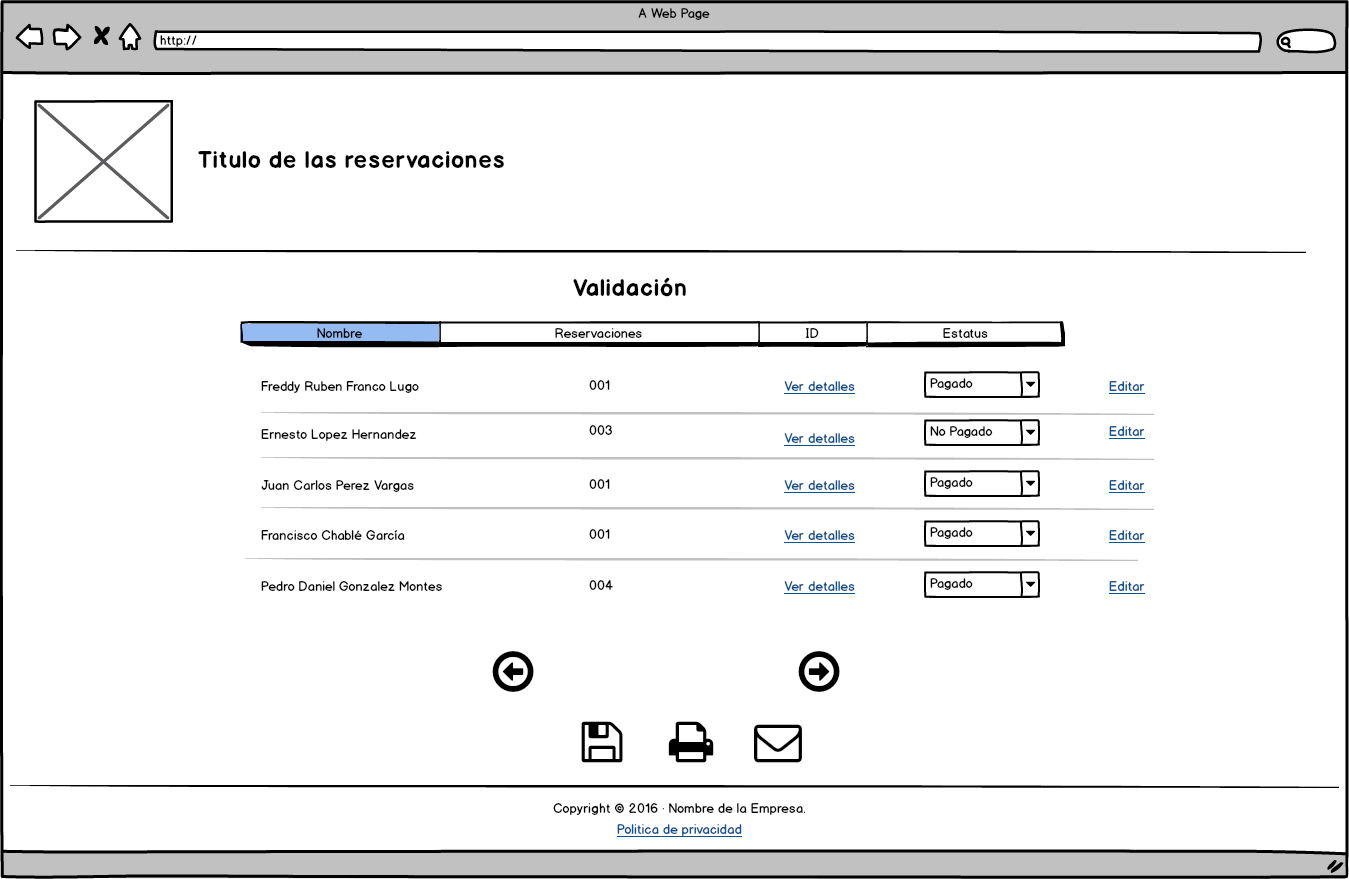 A Web Page
http://
Titulo de las reservaciones
Validación
Nombre Reservaciones ID Estatus
Freddy Ruben Franco Lugo 001 Ver detalles Pagado Editar
Ernesto Lopez Hernandez 003 Ver detalles No Pagado Editar
Juan Carlos Perez Vargas 001 Ver detalles Pagado Editar
Francisco Chablé García 001 Ver detalles Pagado Editar
Pedro Daniel Gonzalez Montes 004 Ver detalles Pagado Editar
Copyright © 2016 · Nombre de la Empresa.
Politica de privacidad